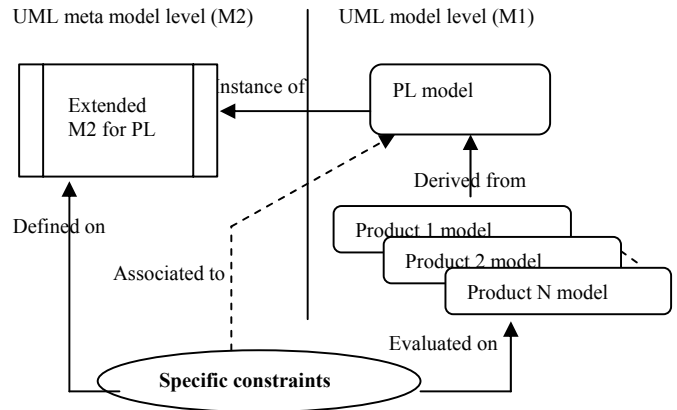 UML meta model level (M2)
UML model level (M1)
Instance of
PL model
Extended
M2 for PL
Derived from
Defined on
Product 1 model
Product 2 model
Associated to
Product N model
Evaluated on
Specific constraints